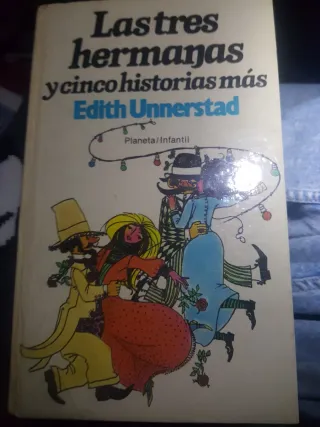 Las tres
hermanas
y cinco historias más
Edith Unnerstad
Planeta/Infantil